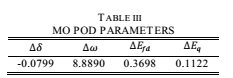 TABLE III
MO POD PARAMETERS
Δδ Δω ΔE_fd ΔE_q
-0.0799 8.8890 0.3698 0.1122